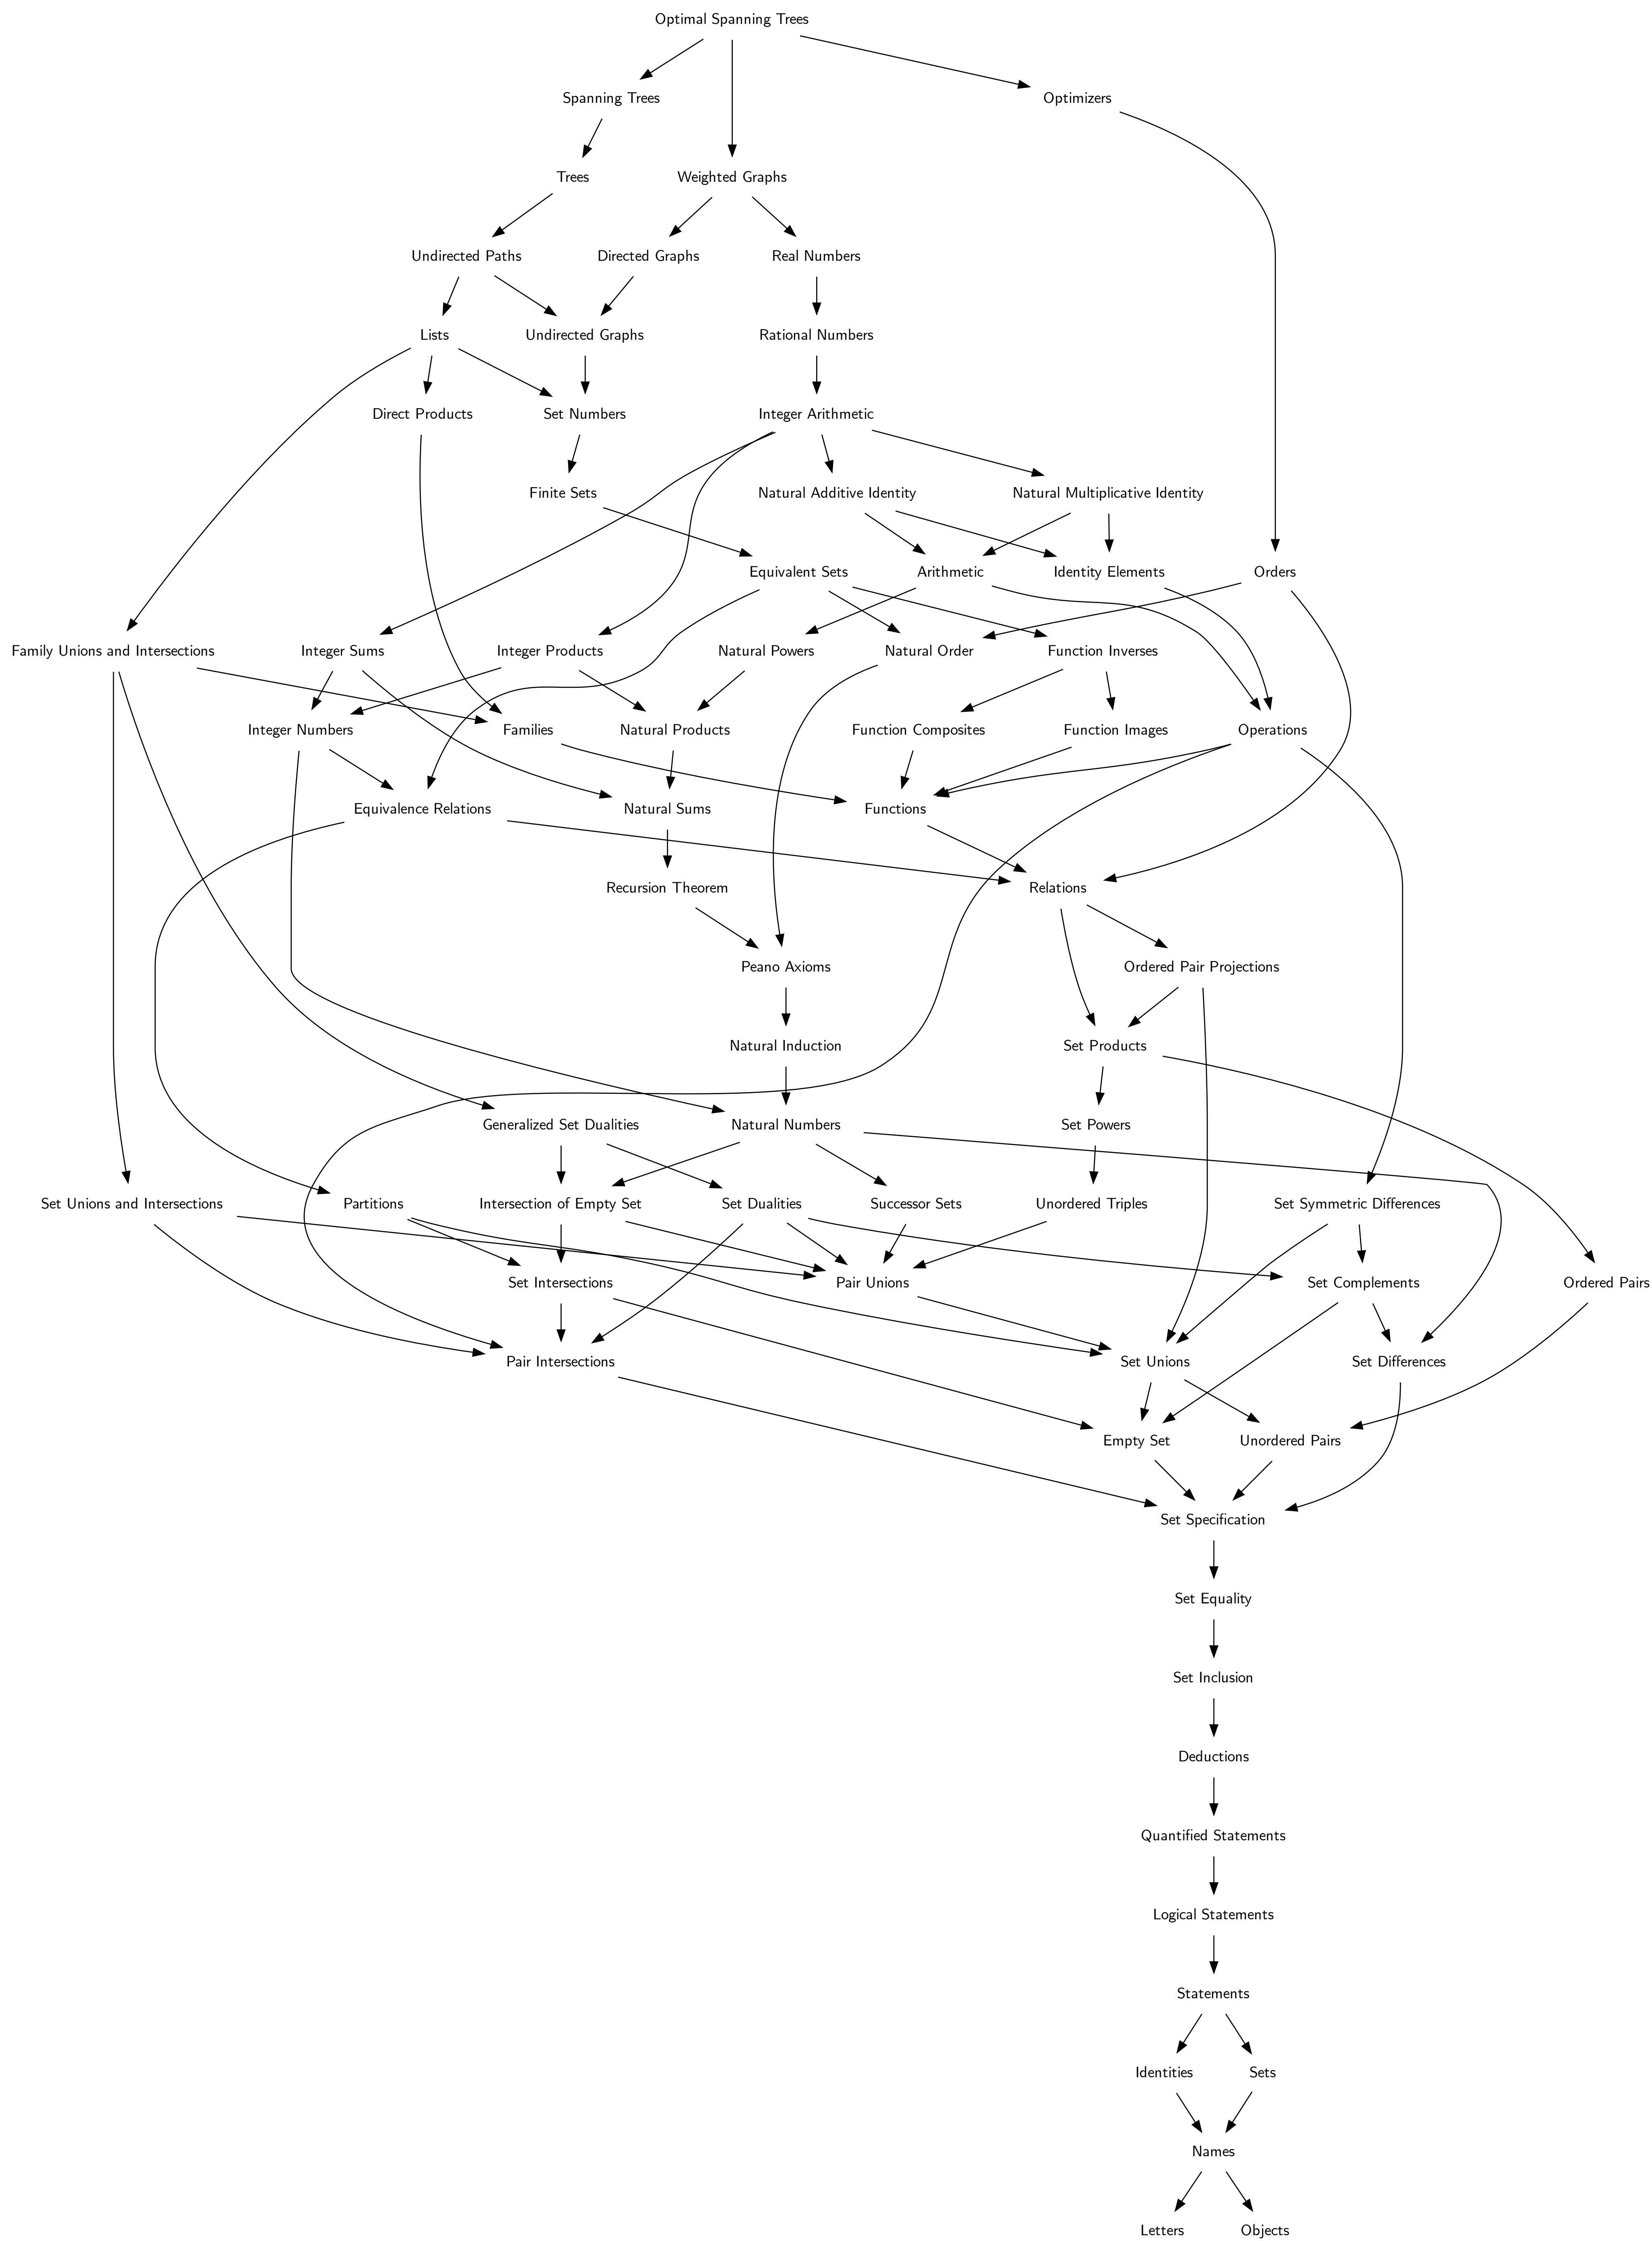 Optimal Spanning Trees
Spanning Trees
Optimizers
Trees
Weighted Graphs
Undirected Paths
Directed Graphs
Real Numbers
Lists
Undirected Graphs
Rational Numbers
Direct Products
Set Numbers
Integer Arithmetic
Finite Sets
Natural Additive Identity
Natural Multiplicative Identity
Equivalent Sets
Arithmetic
Identity Elements
Orders
Family Unions and Intersections
Integer Sums
Integer Products
Natural Powers
Natural Order
Function Inverses
Integer Numbers
Families
Natural Products
Function Composites
Function Images
Operations
Equivalence Relations
Natural Sums
Functions
Recursion Theorem
Relations
Peano Axioms
Ordered Pair Projections
Natural Induction
Set Products
Generalized Set Dualities
Natural Numbers
Set Powers
Set Unions and Intersections
Partitions
Intersection of Empty Set
Set Dualities
Successor Sets
Unordered Triples
Set Symmetric Differences
Set Intersections
Pair Unions
Set Complements
Ordered Pairs
Pair Intersections
Set Unions
Set Differences
Empty Set
Unordered Pairs
Set Specification
Set Equality
Set Inclusion
Deductions
Quantified Statements
Logical Statements
Statements
Identities
Sets
Names
Letters
Objects